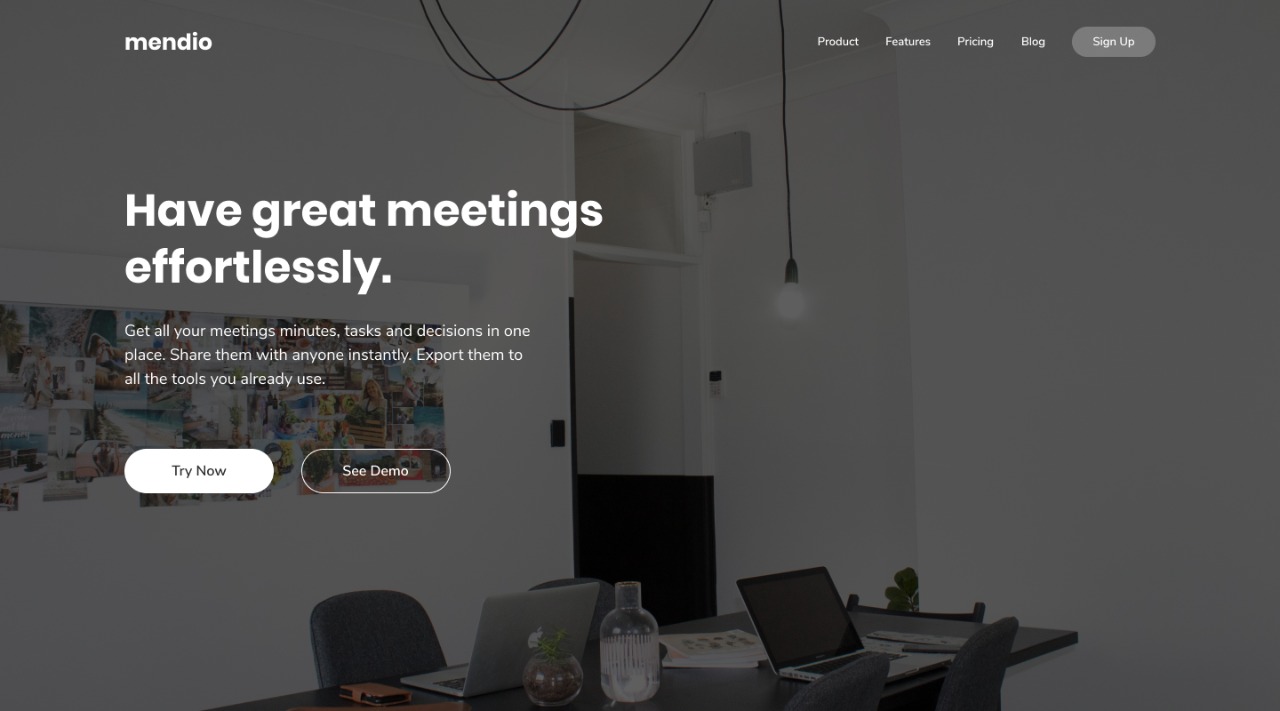 mendio
Product
Features
Pricing
Blog
Sign Up
Have great meetings
effortlessly.
Get all your meetings minutes, tasks and decisions in one
place. Share them with anyone instantly. Export them to
all the tools you already use.
Try Now
See Demo